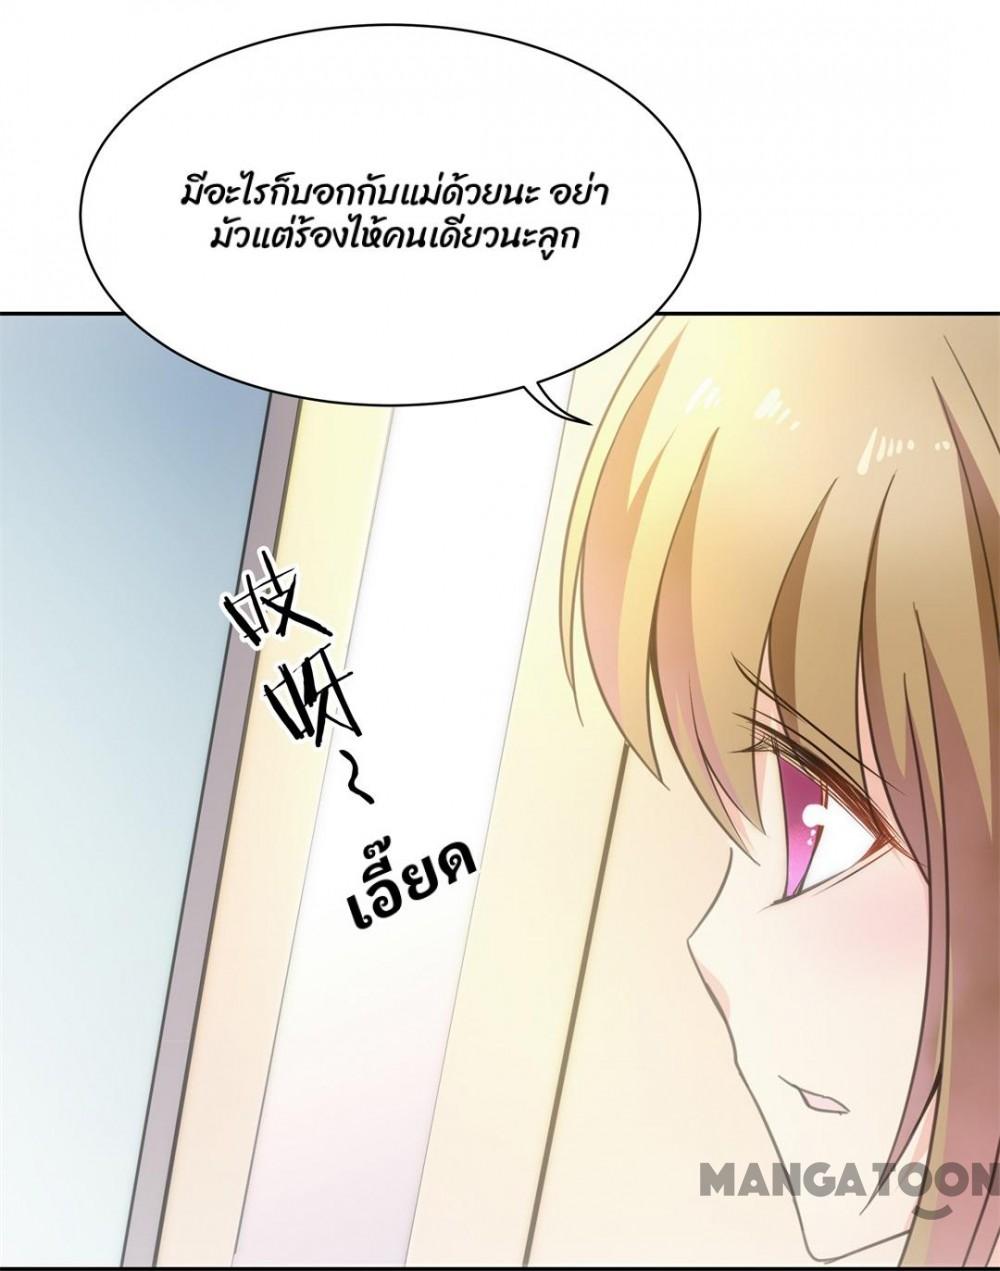 มีอะไรก็บอกกับแม่ด้วยนะ อย่า
มัวแต่ร้องไห้คนเดียวนะลูก
吱
呀~
เอี๊ยด
MANGATOON